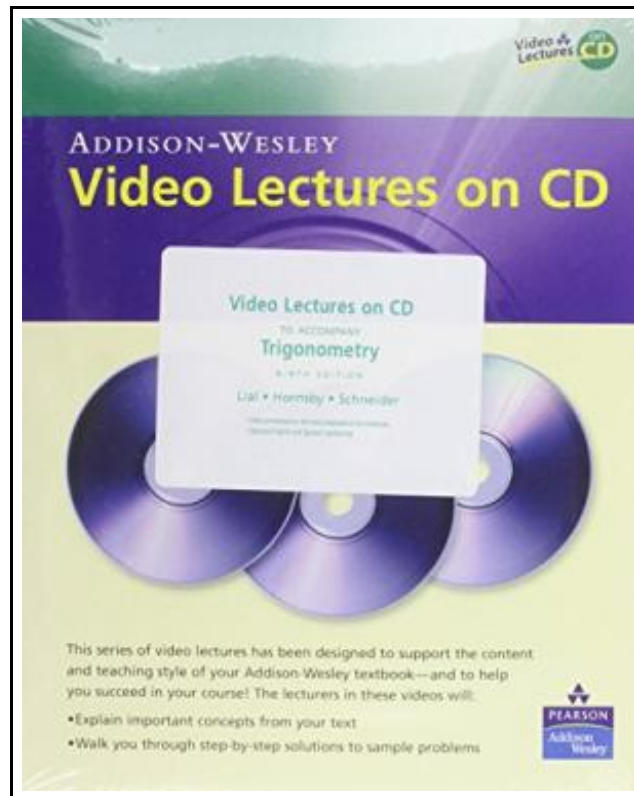 Video
Lectures
on
CD
ADDISON-WESLEY
Video Lectures on CD
Video Lectures on CD
TO ACCOMPANY
Trigonometry
NINTH EDITION
Lial • Hornsby • Schneider
This series of video lectures has been designed to support the content
and teaching style of your Addison-Wesley textbook—and to help
you succeed in your course! The lecturers in these videos will:
•Explain important concepts from your text
•Walk you through step-by-step solutions to sample problems
PEARSON
Addison
Wesley